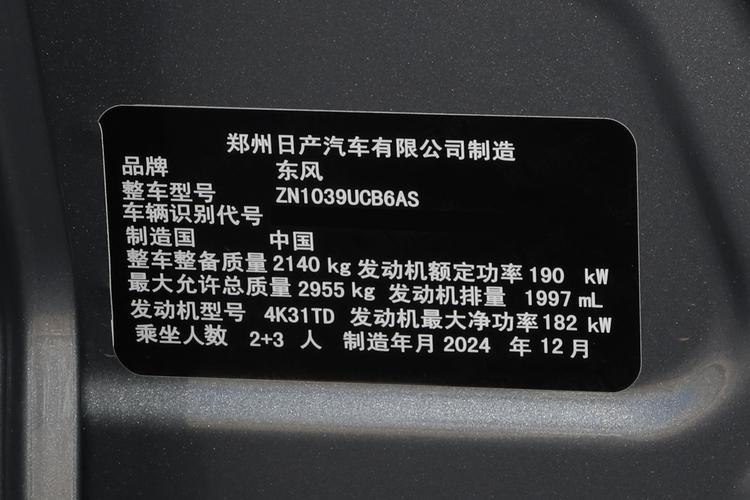 郑州日产汽车有限公司制造
品牌 东风
整车型号 ZN1039UCB6AS
车辆识别代号
制造国 中国
整车整备质量 2140 kg 发动机额定功率 190 kW
最大允许总质量 2955 kg 发动机排量 1997 mL
发动机型号 4K31TD 发动机最大净功率 182 kW
乘坐人数 2+3 人 制造年月 2024 年 12 月